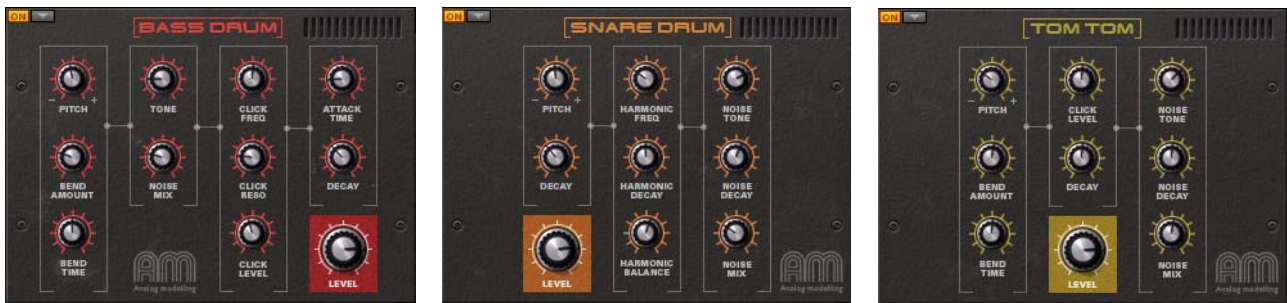 ON
BASS DRUM
- PITCH +
TONE
CLICK
FREQ
ATTACK
TIME
BEND
AMOUNT
NOISE
MIX
CLICK
RESO
DECAY
BEND
TIME
CLICK
LEVEL
LEVEL
AM
Analog modelling
ON
SNARE DRUM
- PITCH +
HARMONIC
FREQ
NOISE
TONE
DECAY
HARMONIC
DECAY
NOISE
DECAY
LEVEL
HARMONIC
BALANCE
NOISE
MIX
AM
Analog modelling
ON
TOM TOM
- PITCH +
CLICK
LEVEL
NOISE
TONE
BEND
AMOUNT
DECAY
NOISE
DECAY
BEND
TIME
LEVEL
NOISE
MIX
AM
Analog modelling